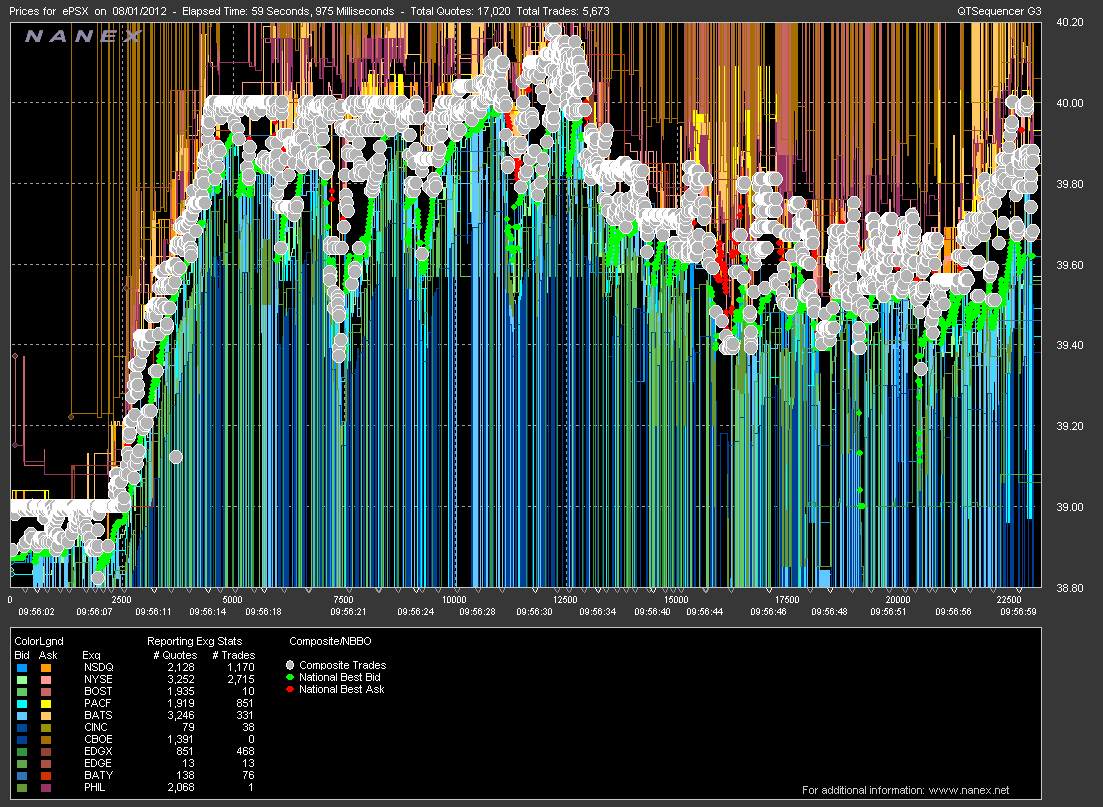 Prices for ePSX on 08/01/2012 - Elapsed Time: 59 Seconds, 975 Milliseconds - Total Quotes: 17,020 Total Trades: 5,673
QTSequencer G3
NANEX
40.20
40.00
39.80
39.60
39.40
39.20
39.00
38.80
0 2500 5000 7500 10000 12500 15000 17500 20000 22500
09:56:02 09:56:07 09:56:11 09:56:14 09:56:18 09:56:21 09:56:24 09:56:28 09:56:30 09:56:34 09:56:40 09:56:44 09:56:46 09:56:48 09:56:51 09:56:56 09:56:59
ColorLgnd Reporting Exg Stats Composite/NBBO
Bid Ask Exq # Quotes # Trades
NSDQ 2,128 1,170
NYSE 3,252 2,715
BOST 1,935 10
PACF 1,919 851
BATS 3,246 331
CINC 79 38
CBOE 1,391 0
EDGX 851 468
EDGE 13 13
BATY 138 76
PHIL 2,068 1
Composite Trades
National Best Bid
National Best Ask
For additional information: www.nanex.net